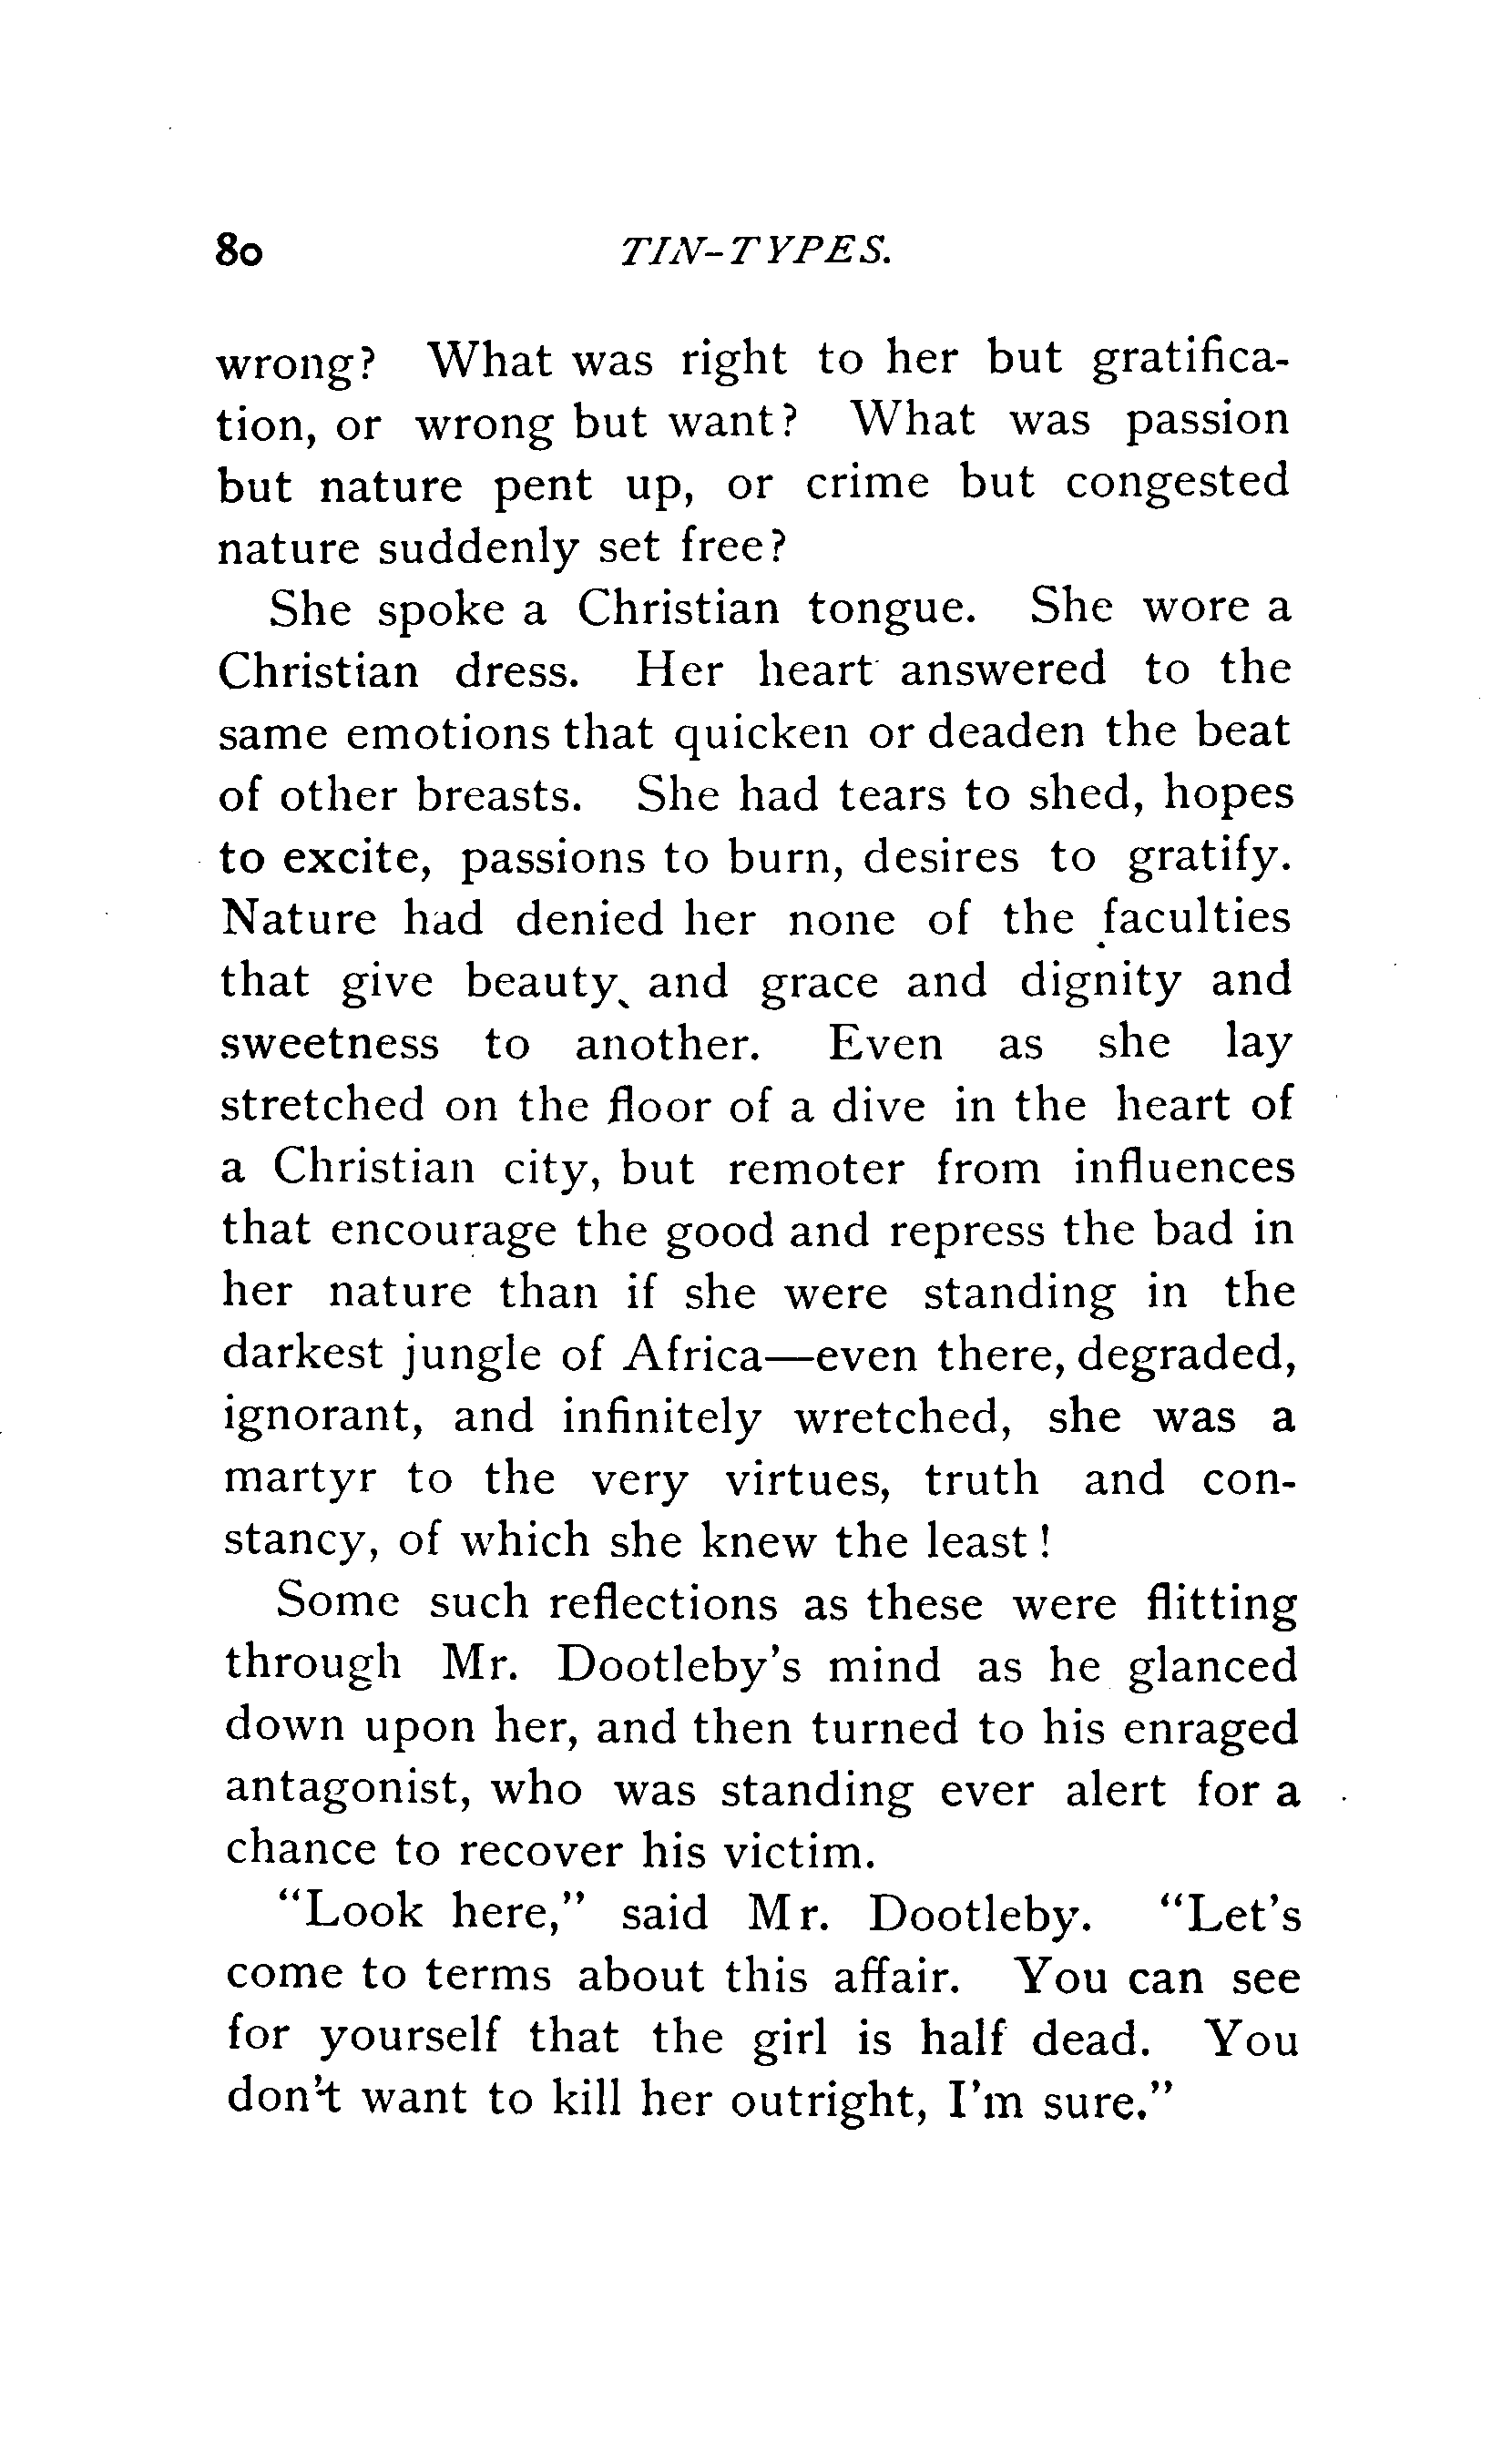 80 TIN-TYPES.
wrong? What was right to her but gratifica-
tion, or wrong but want? What was passion
but nature pent up, or crime but congested
nature suddenly set free?
She spoke a Christian tongue. She wore a
Christian dress. Her heart answered to the
same emotions that quicken or deaden the beat
of other breasts. She had tears to shed, hopes
to excite, passions to burn, desires to gratify.
Nature had denied her none of the faculties
that give beauty and grace and dignity and
sweetness to another. Even as she lay
stretched on the floor of a dive in the heart of
a Christian city, but remoter from influences
that encourage the good and repress the bad in
her nature than if she were standing in the
darkest jungle of Africa—even there, degraded,
ignorant, and infinitely wretched, she was a
martyr to the very virtues, truth and con-
stancy, of which she knew the least!
Some such reflections as these were flitting
through Mr. Dootleby's mind as he glanced
down upon her, and then turned to his enraged
antagonist, who was standing ever alert for a
chance to recover his victim.
"Look here," said Mr. Dootleby. "Let's
come to terms about this affair. You can see
for yourself that the girl is half dead. You
don't want to kill her outright, I'm sure."